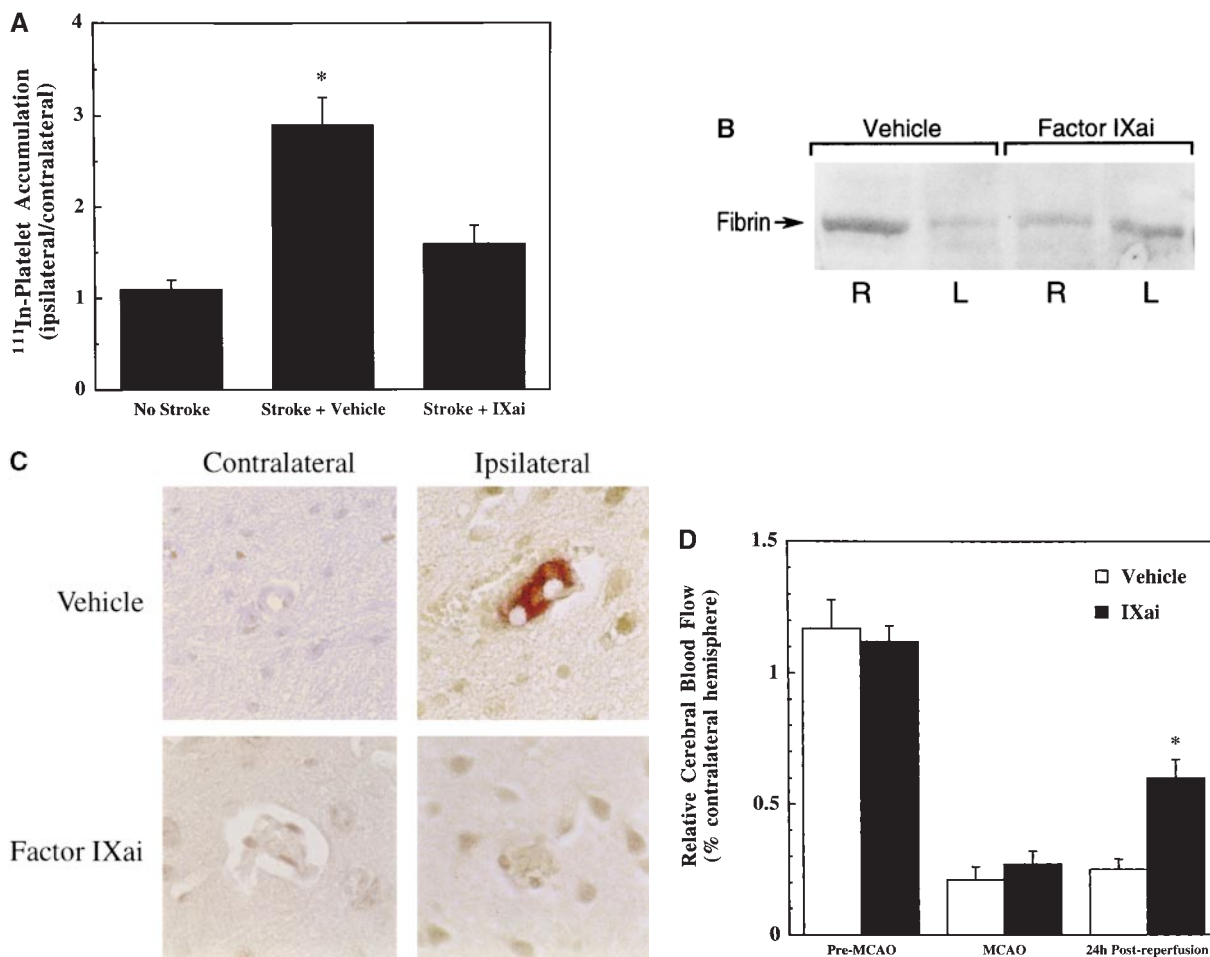 A
4
3
2
1
0
*
¹¹¹In-Platelet Accumulation
(ipsilateral/contralateral)
No Stroke
Stroke + Vehicle
Stroke + IXai
B
Vehicle
Factor IXai
Fibrin
R
L
R
L
C
Contralateral
Ipsilateral
Vehicle
Factor IXai
D
1.5
1
0.5
0
Relative Cerebral Blood Flow
(% contralateral hemisphere)
Vehicle
IXai
*
Pre-MCAO
MCAO
24h Post-reperfusion